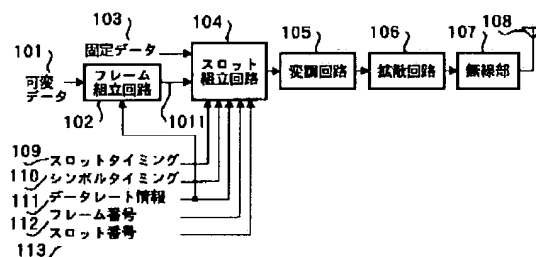 103
104
108
101
固定データ
105
106
107
可変
データ
フレーム
組立回路
スロット
組立回路
変調回路
拡散回路
無線部
102
1011
109
スロットタイミング
110
シンボルタイミング
111
データレート情報
112
フレーム番号
スロット番号
113